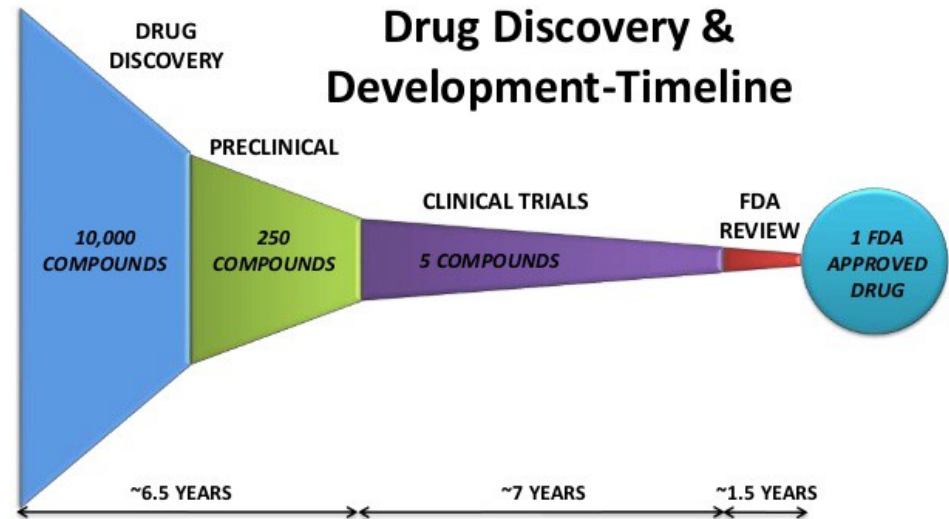 Drug Discovery &
Development-Timeline
DRUG
DISCOVERY
PRECLINICAL
CLINICAL TRIALS
FDA
REVIEW
10,000
COMPOUNDS
250
COMPOUNDS
5 COMPOUNDS
1 FDA
APPROVED
DRUG
~6.5 YEARS
~7 YEARS
~1.5 YEARS